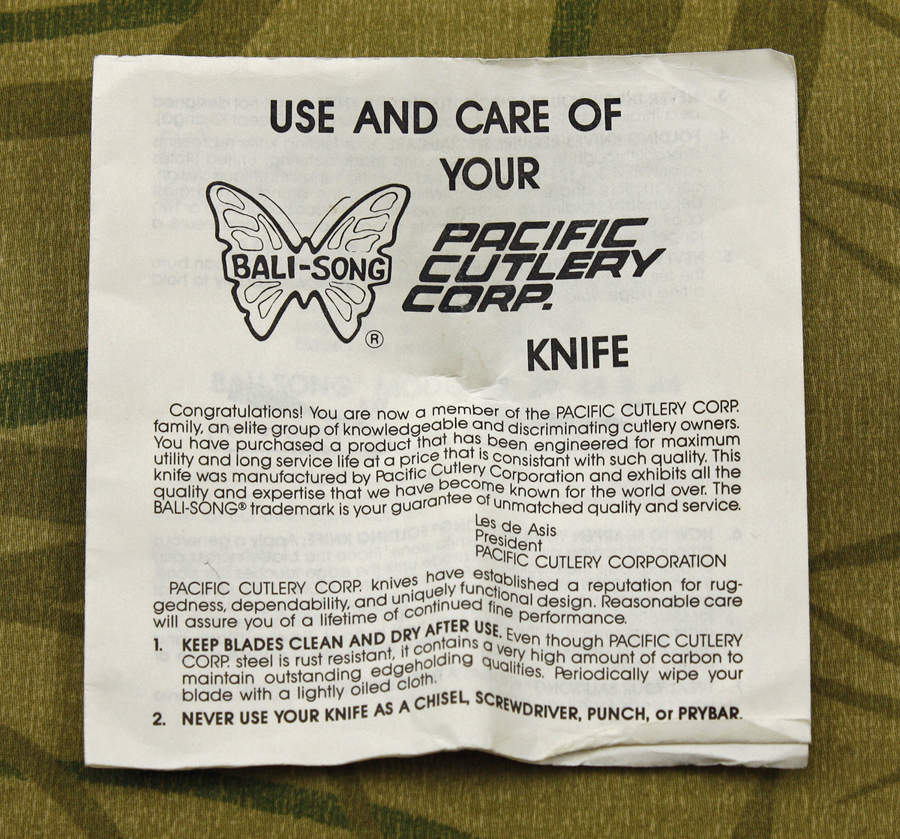 USE AND CARE OF
YOUR
BALI-SONG
®
PACIFIC
CUTLERY
CORP.
KNIFE
Congratulations! You are now a member of the PACIFIC CUTLERY CORP.
family, an elite group of knowledgeable and discriminating cutlery owners.
You have purchased a product that has been engineered for maximum
utility and long service life at a price that is consistant with such quality. This
knife was manufactured by Pacific Cutlery Corporation and exhibits all the
quality and expertise that we have become known for the world over. The
BALI-SONG® trademark is your guarantee of unmatched quality and service.
Les de Asis
President
PACIFIC CUTLERY CORPORATION
PACIFIC CUTLERY CORP. knives have established a reputation for rug-
gedness, dependability, and uniquely functional design. Reasonable care
will assure you of a lifetime of continued fine performance.
1. KEEP BLADES CLEAN AND DRY AFTER USE. Even though PACIFIC CUTLERY
CORP. steel is rust resistant, it contains a very high amount of carbon to
maintain outstanding edgeholding qualities. Periodically wipe your
blade with a lightly oiled cloth.
2. NEVER USE YOUR KNIFE AS A CHISEL, SCREWDRIVER, PUNCH, or PRYBAR.